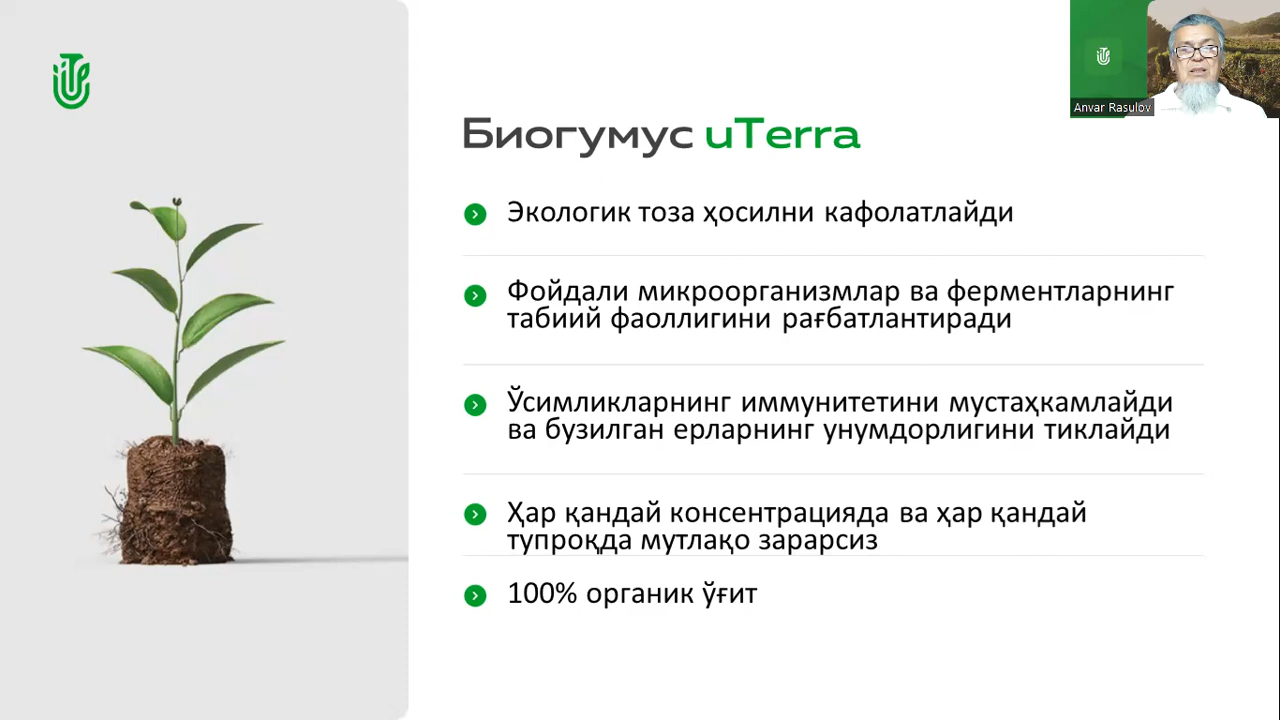 Anvar Rasulov
Биогумус uTerra
Экологик тоза ҳосилни кафолатлайди
Фойдали микроорганизмлар ва ферментларнинг
табиий фаоллигини рағбатлантиради
Ўсимликларнинг иммунитетини мустаҳкамлайди
ва бузилган ерларнинг унумдорлигини тиклайди
Ҳар қандай консентрацияда ва ҳар қандай
тупроқда мутлақо зарарсиз
100% органик ўғит